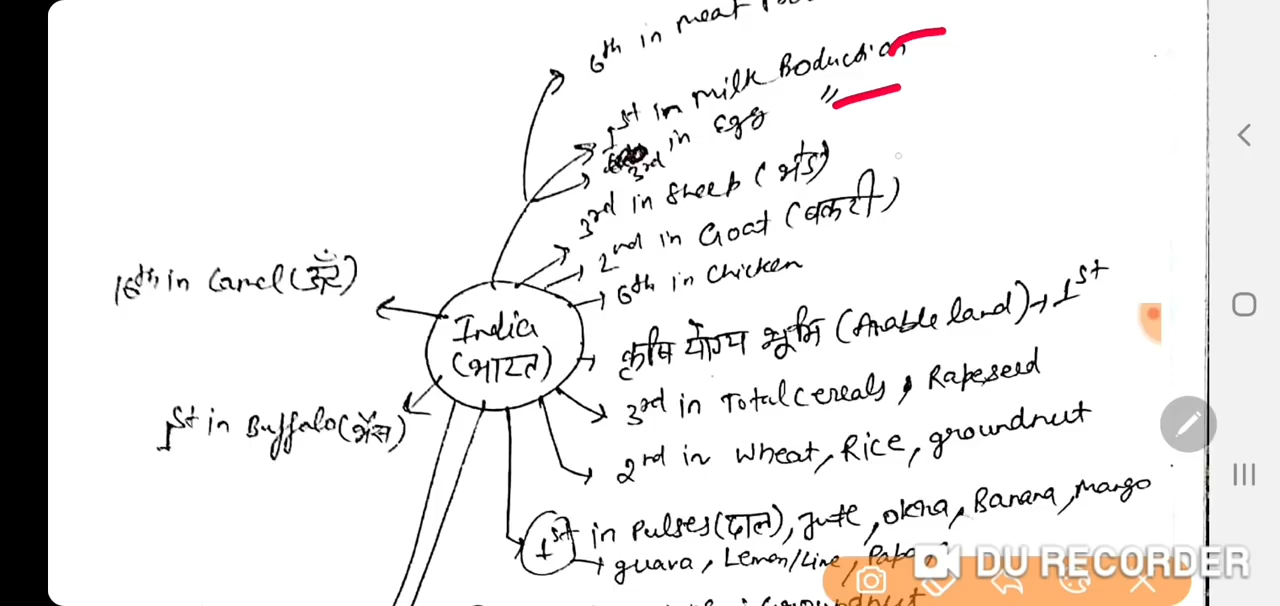 6th in meat
1st in milk Production
3rd in egg "
3rd in Sheep (भेड़)
2nd in Goat (बकरी)
6th in Chicken
16th in Camel (ऊँट)
India
(भारत)
कृषि योग्य भूमि (Arable land) → 1st
3rd in Total cereals, Rapeseed
1st in Buffalo (भैंस)
2rd in Wheat, Rice, groundnut
1st in Pulses (दाल), Jute, okra, Banana, Mango
→ guava, Lemon/Lime,
Groundnut
DU RECORDER